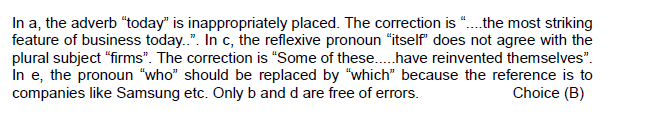 In a, the adverb “today” is inappropriately placed. The correction is “....the most striking
feature of business today..”. In c, the reflexive pronoun “itself” does not agree with the
plural subject “firms”. The correction is “Some of these.....have reinvented themselves”.
In e, the pronoun “who” should be replaced by “which” because the reference is to
companies like Samsung etc. Only b and d are free of errors. Choice (B)